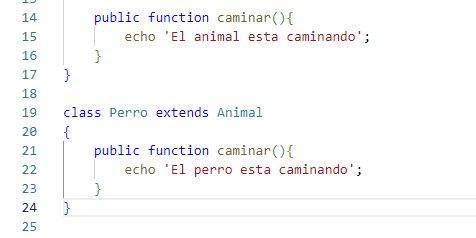 14 public function caminar(){
15 echo 'El animal esta caminando';
16 }
17 }
18
19 class Perro extends Animal
20 {
21 public function caminar(){
22 echo 'El perro esta caminando';
23 }
24 }
25